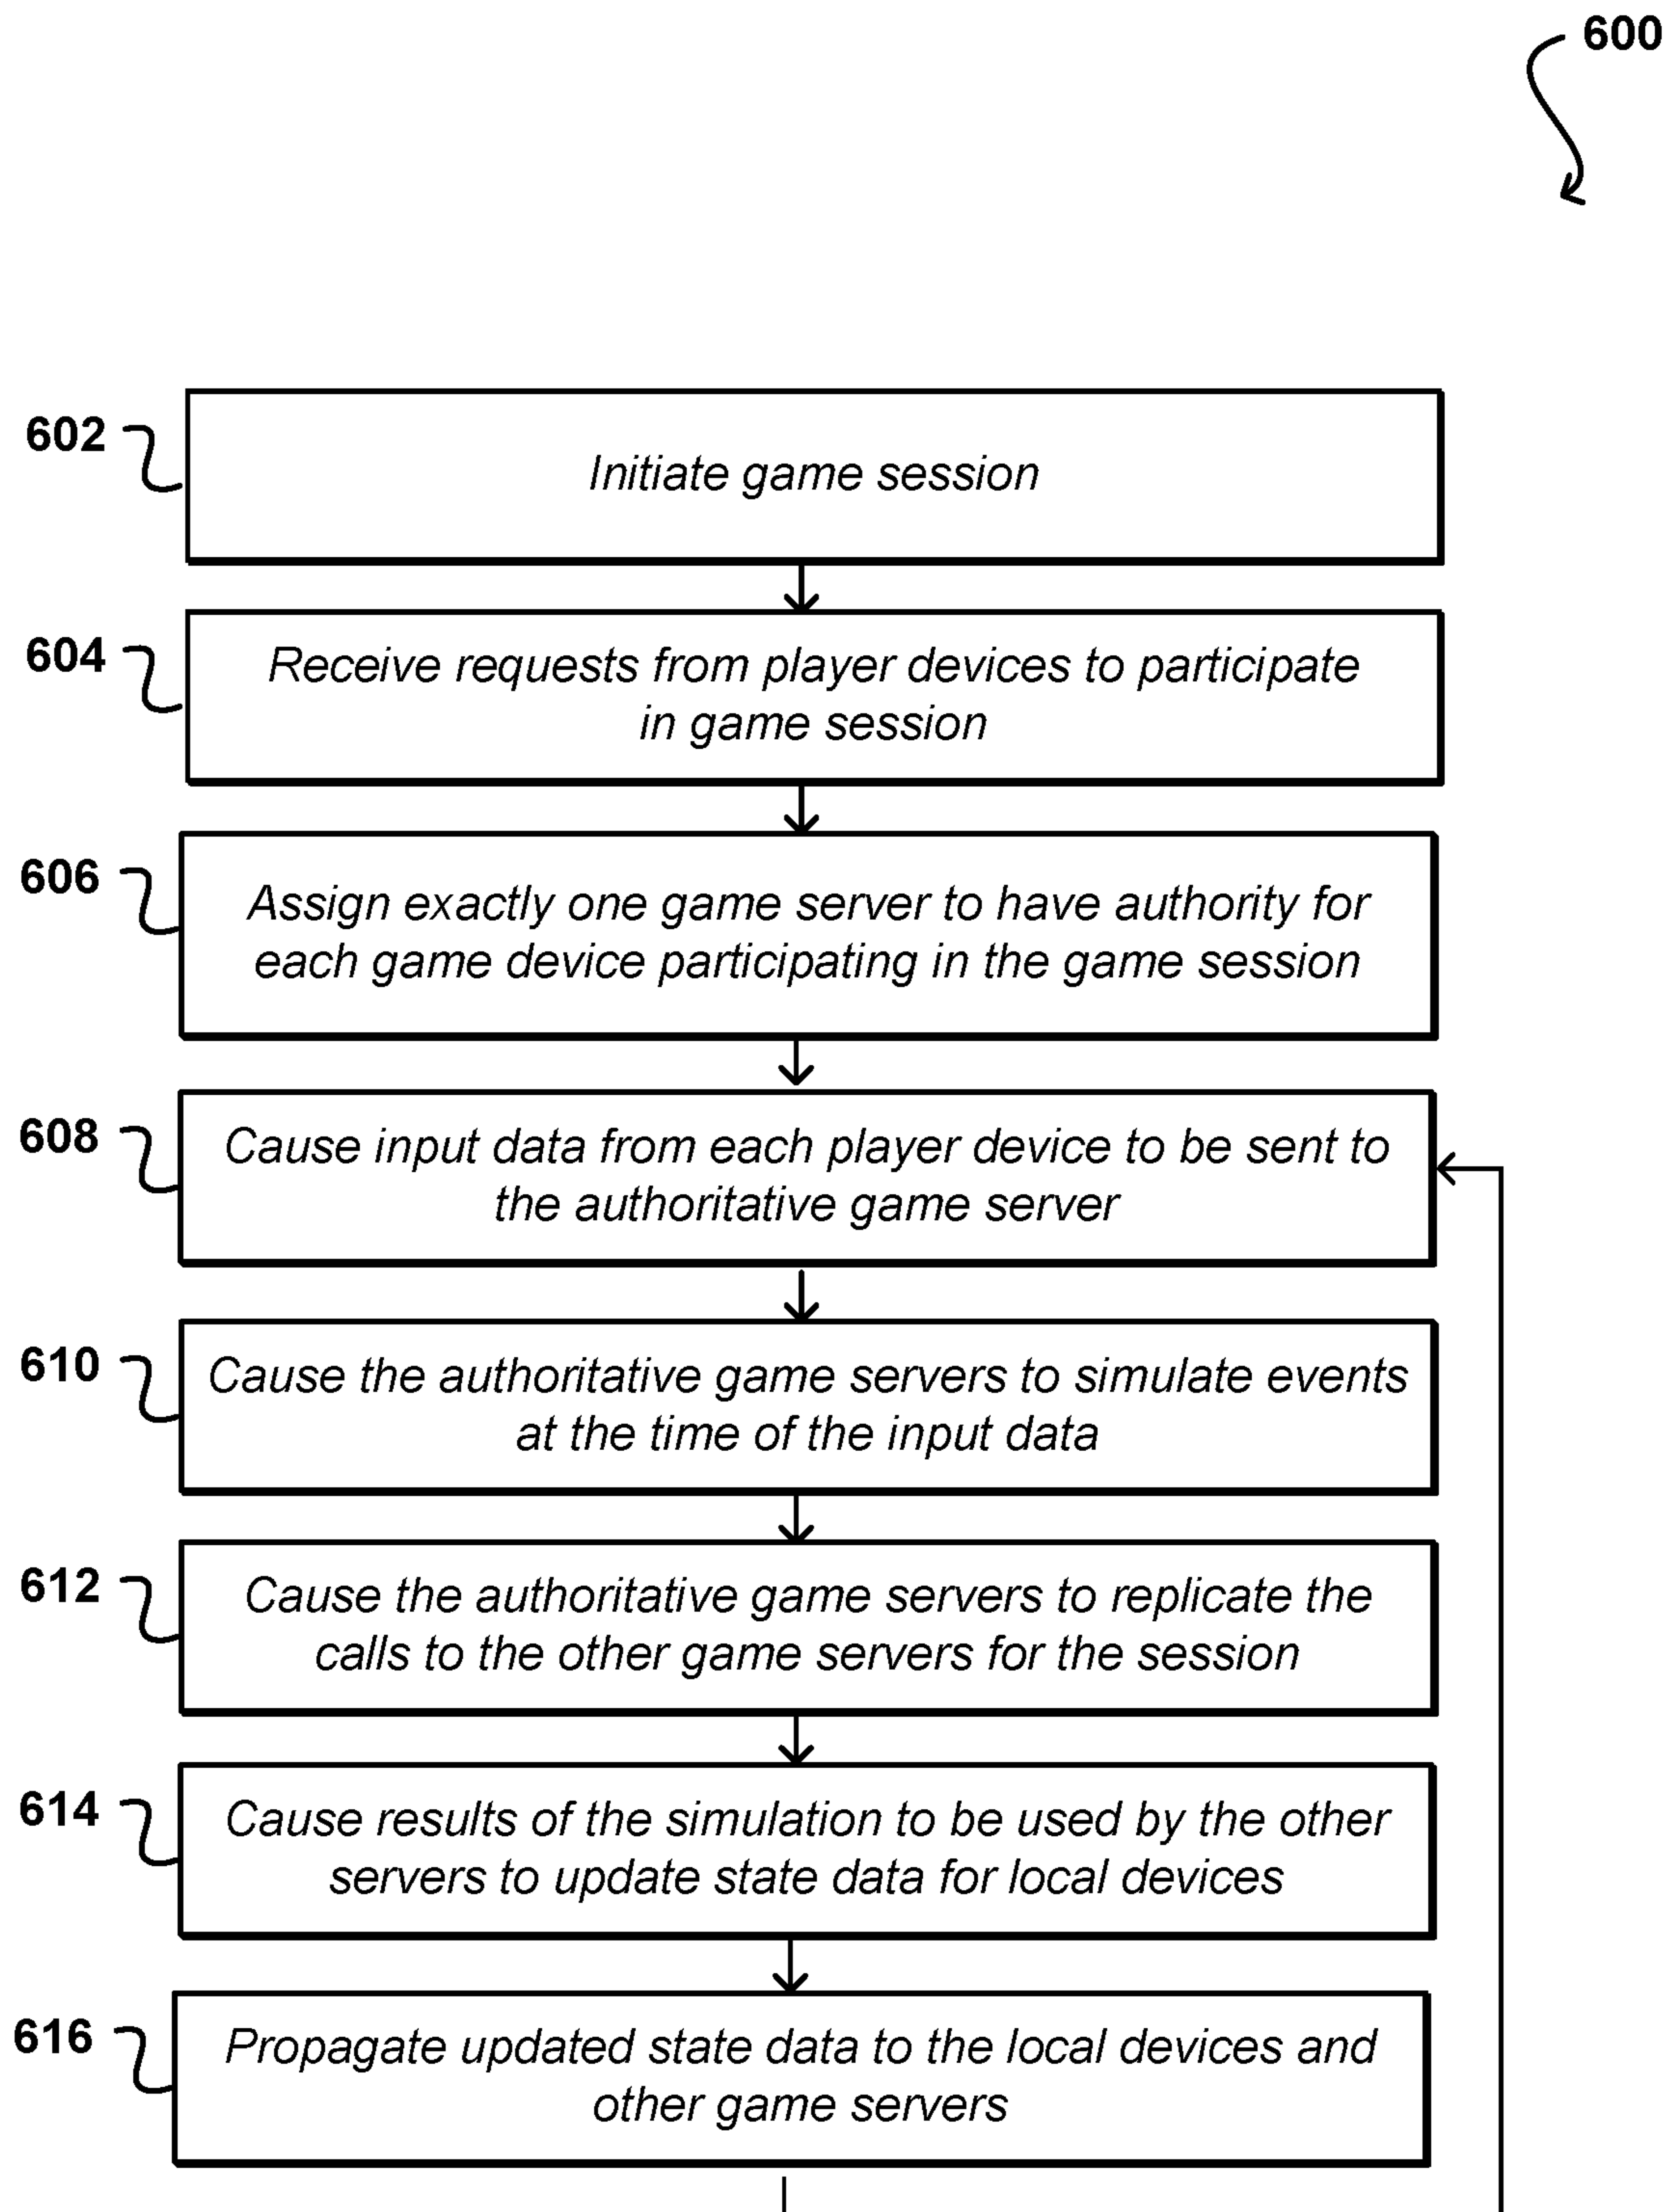 600
602
Initiate game session
604
Receive requests from player devices to participate
in game session
606
Assign exactly one game server to have authority for
each game device participating in the game session
608
Cause input data from each player device to be sent to
the authoritative game server
610
Cause the authoritative game servers to simulate events
at the time of the input data
612
Cause the authoritative game servers to replicate the
calls to the other game servers for the session
614
Cause results of the simulation to be used by the other
servers to update state data for local devices
616
Propagate updated state data to the local devices and
other game servers